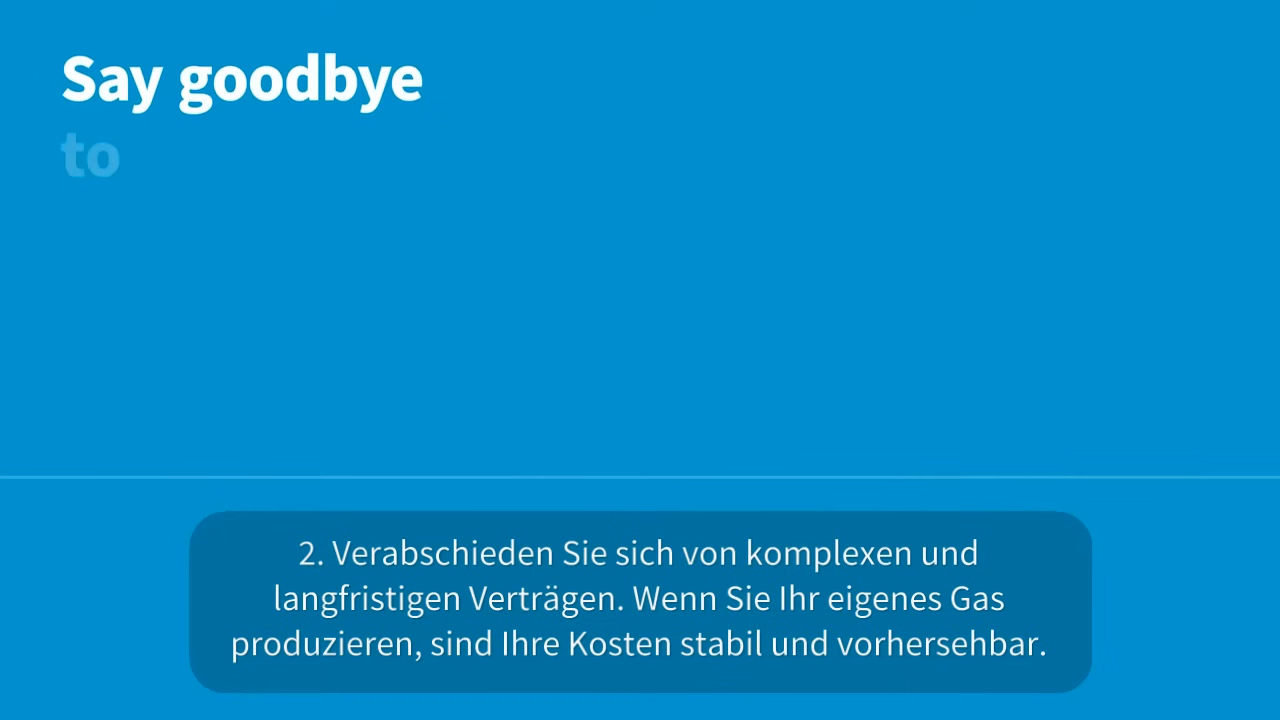 Say goodbye
to
2. Verabschieden Sie sich von komplexen und
langfristigen Verträgen. Wenn Sie Ihr eigenes Gas
produzieren, sind Ihre Kosten stabil und vorhersehbar.